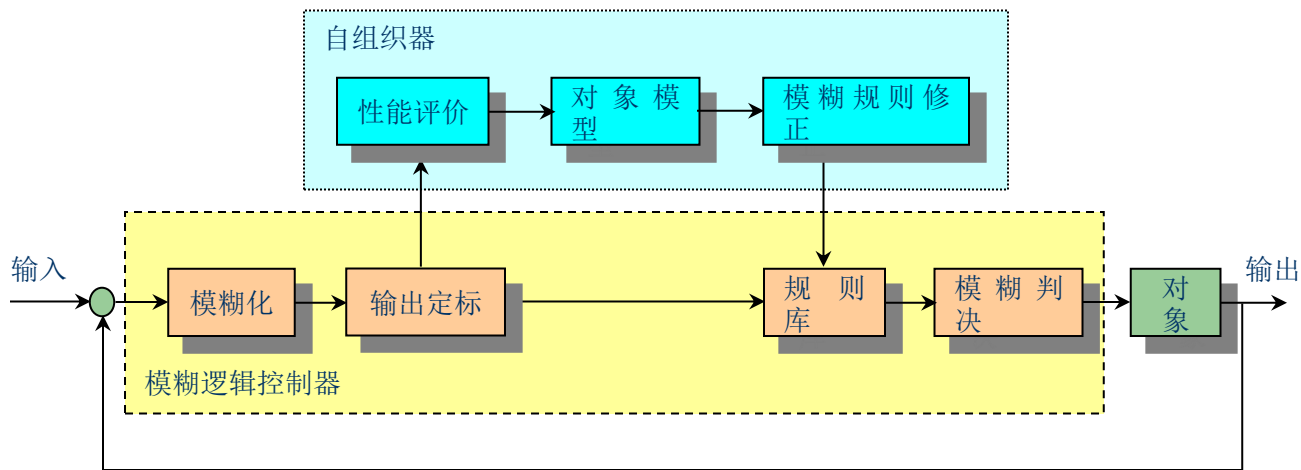 自组织器
性能评价
对象模
型
模糊规则修
正
输入
模糊化
输出定标
规则
库
模糊判
决
对
象
输出
模糊逻辑控制器